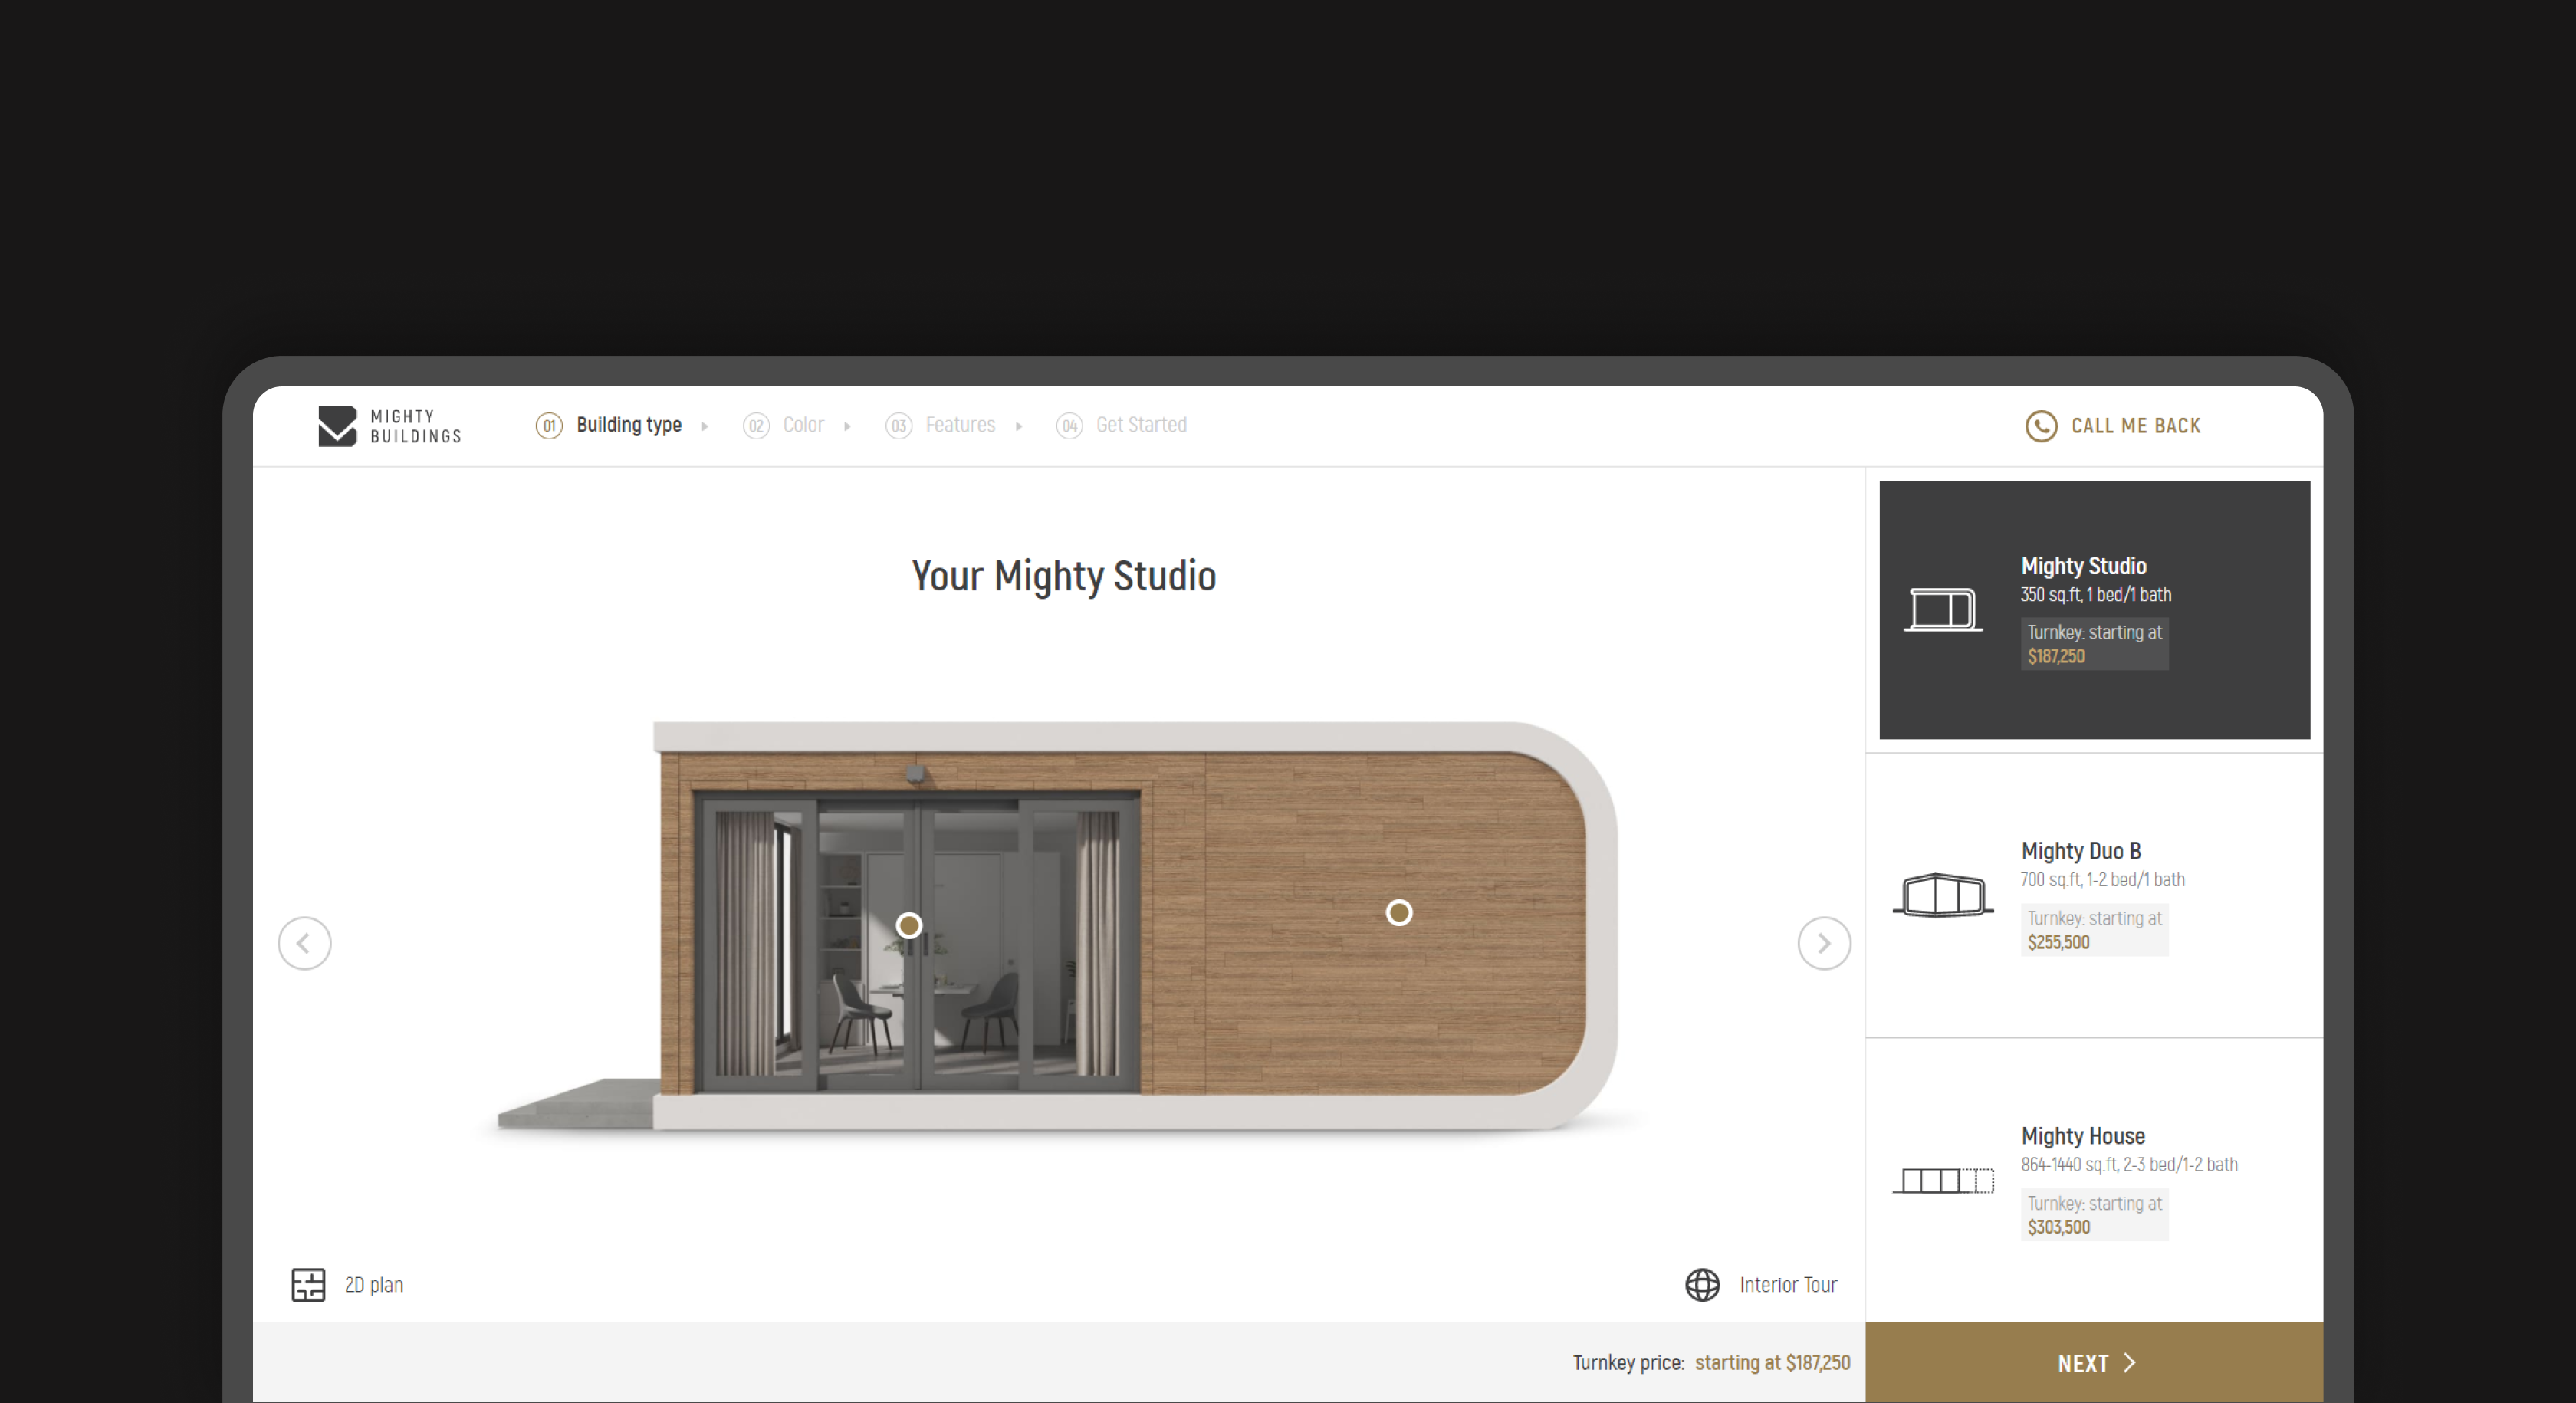 MIGHTY
BUILDINGS
01 Building type
02 Color
03 Features
04 Get Started
CALL ME BACK
Your Mighty Studio
Mighty Studio
350 sq.ft, 1 bed/1 bath
Turnkey: starting at
$187,250
Mighty Duo B
700 sq.ft, 1-2 bed/1 bath
Turnkey: starting at
$255,500
Mighty House
864-1440 sq.ft, 2-3 bed/1-2 bath
Turnkey: starting at
$303,500
2D plan
Interior Tour
Turnkey price: starting at $187,250
NEXT